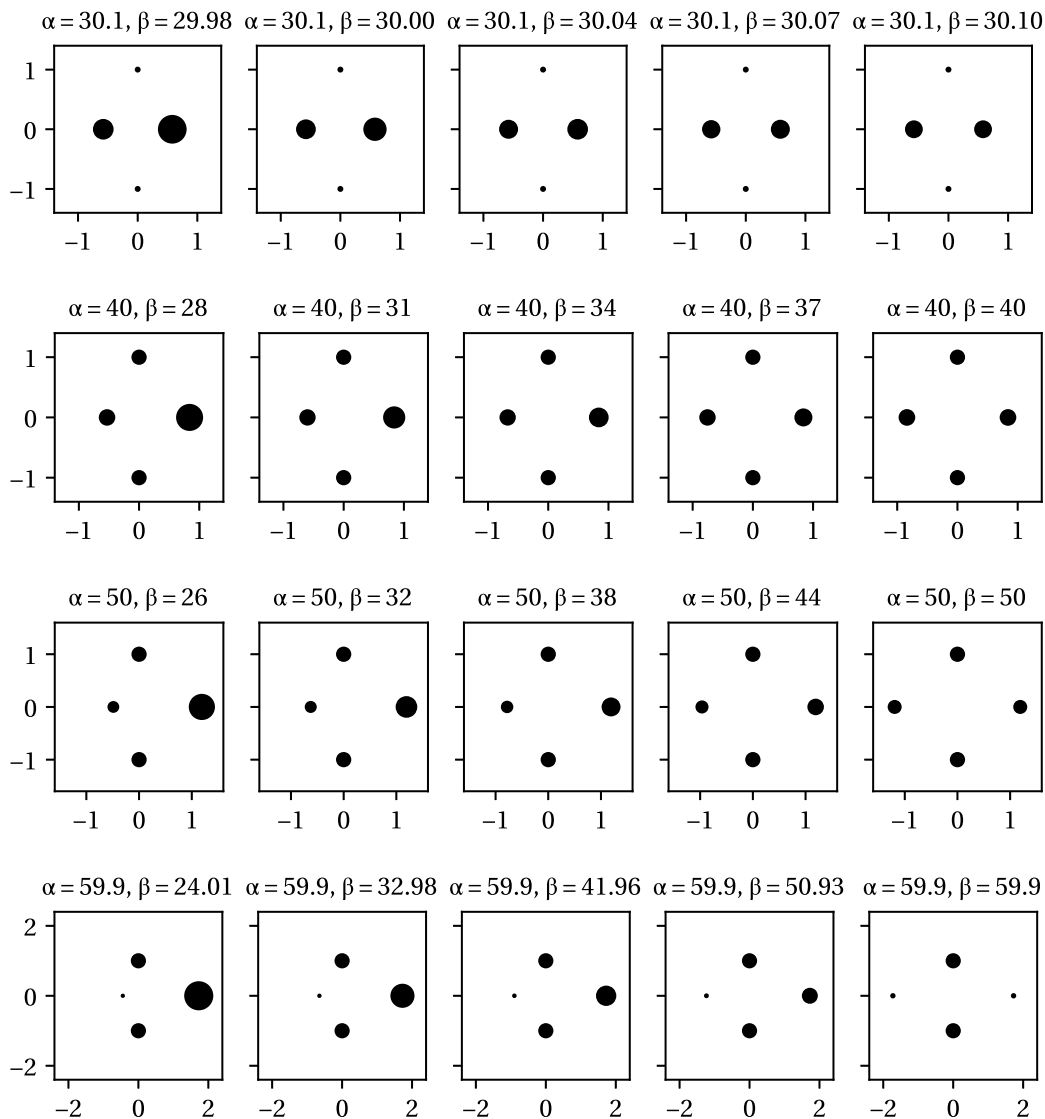 α = 30.1, β = 29.98 α = 30.1, β = 30.00 α = 30.1, β = 30.04 α = 30.1, β = 30.07 α = 30.1, β = 30.10
1
0
−1
−1 0 1 −1 0 1 −1 0 1 −1 0 1 −1 0 1
α = 40, β = 28 α = 40, β = 31 α = 40, β = 34 α = 40, β = 37 α = 40, β = 40
1
0
−1
−1 0 1 −1 0 1 −1 0 1 −1 0 1 −1 0 1
α = 50, β = 26 α = 50, β = 32 α = 50, β = 38 α = 50, β = 44 α = 50, β = 50
1
0
−1
−1 0 1 −1 0 1 −1 0 1 −1 0 1 −1 0 1
α = 59.9, β = 24.01 α = 59.9, β = 32.98 α = 59.9, β = 41.96 α = 59.9, β = 50.93 α = 59.9, β = 59.9
2
0
−2
−2 0 2 −2 0 2 −2 0 2 −2 0 2 −2 0 2